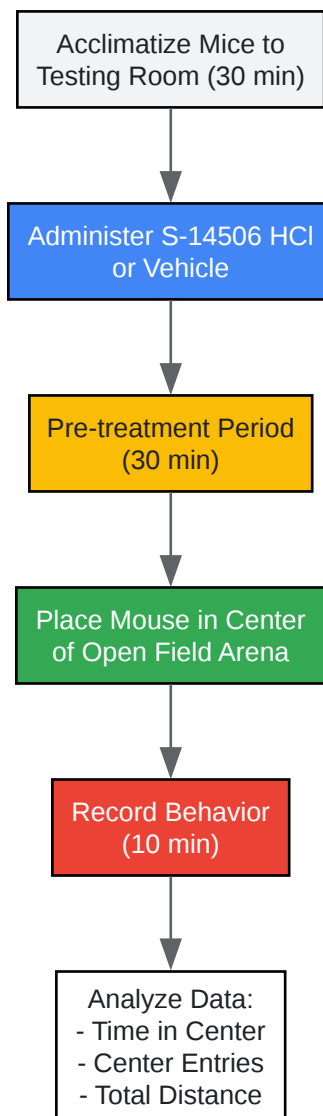 Acclimatize Mice to
Testing Room (30 min)
Administer S-14506 HCl
or Vehicle
Pre-treatment Period
(30 min)
Place Mouse in Center
of Open Field Arena
Record Behavior
(10 min)
Analyze Data:
- Time in Center
- Center Entries
- Total Distance